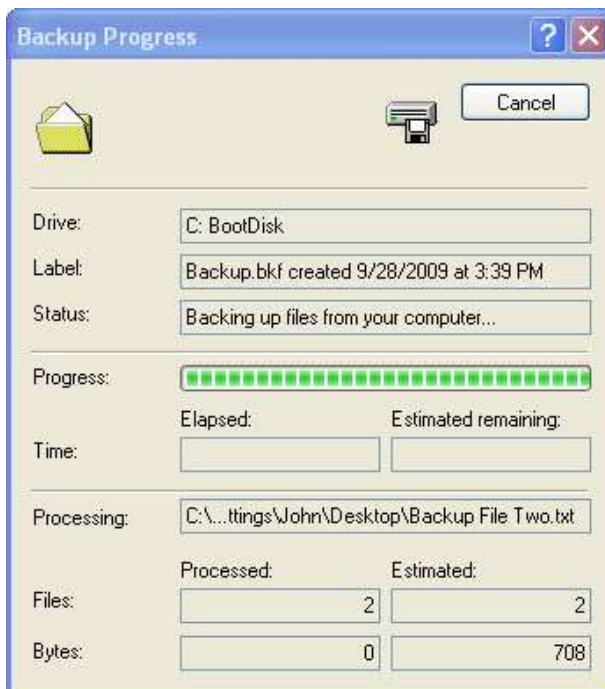 Backup Progress
Cancel
Drive: C: BootDisk
Label: Backup.bkf created 9/28/2009 at 3:39 PM
Status: Backing up files from your computer...
Progress:
Elapsed: Estimated remaining:
Time:
Processing: C:\...ttings\John\Desktop\Backup File Two.txt
Processed: Estimated:
Files: 2 2
Bytes: 0 708